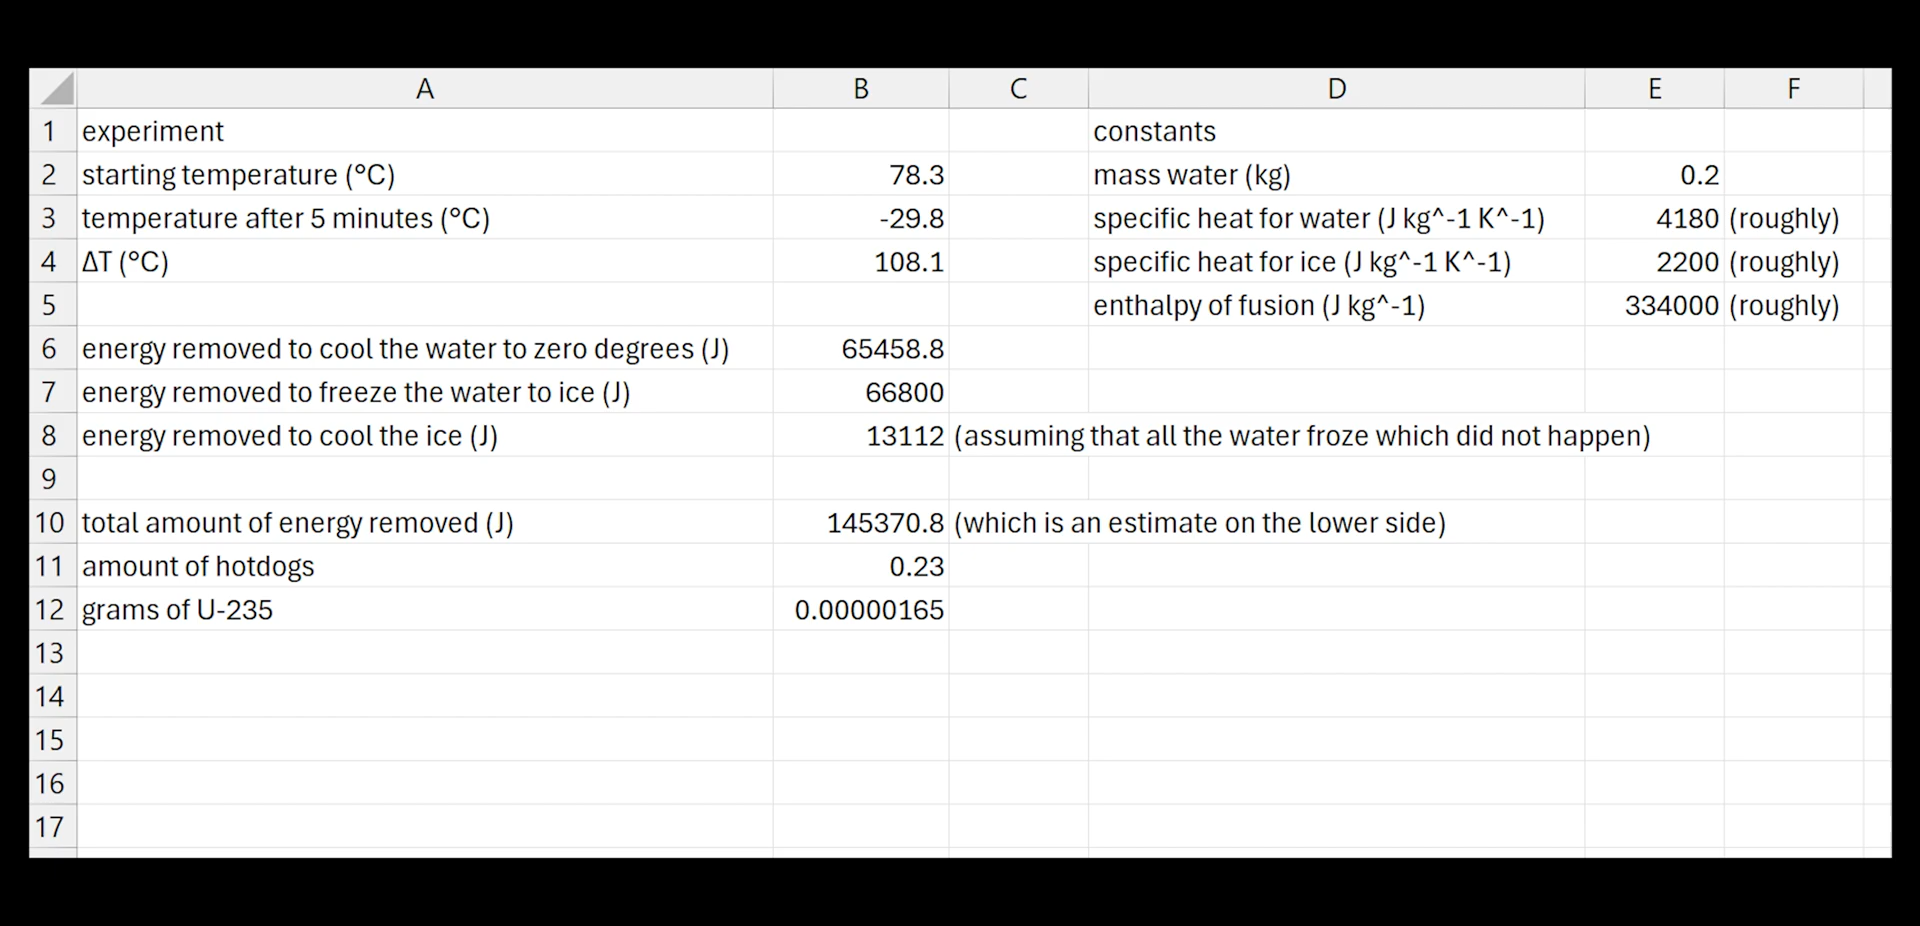 A B C D E F
1 experiment constants
2 starting temperature (°C) 78.3 mass water (kg) 0.2
3 temperature after 5 minutes (°C) -29.8 specific heat for water (J kg^-1 K^-1) 4180 (roughly)
4 ΔT (°C) 108.1 specific heat for ice (J kg^-1 K^-1) 2200 (roughly)
5 enthalpy of fusion (J kg^-1) 334000 (roughly)
6 energy removed to cool the water to zero degrees (J) 65458.8
7 energy removed to freeze the water to ice (J) 66800
8 energy removed to cool the ice (J) 13112 (assuming that all the water froze which did not happen)
9
10 total amount of energy removed (J) 145370.8 (which is an estimate on the lower side)
11 amount of hotdogs 0.23
12 grams of U-235 0.00000165
13
14
15
16
17